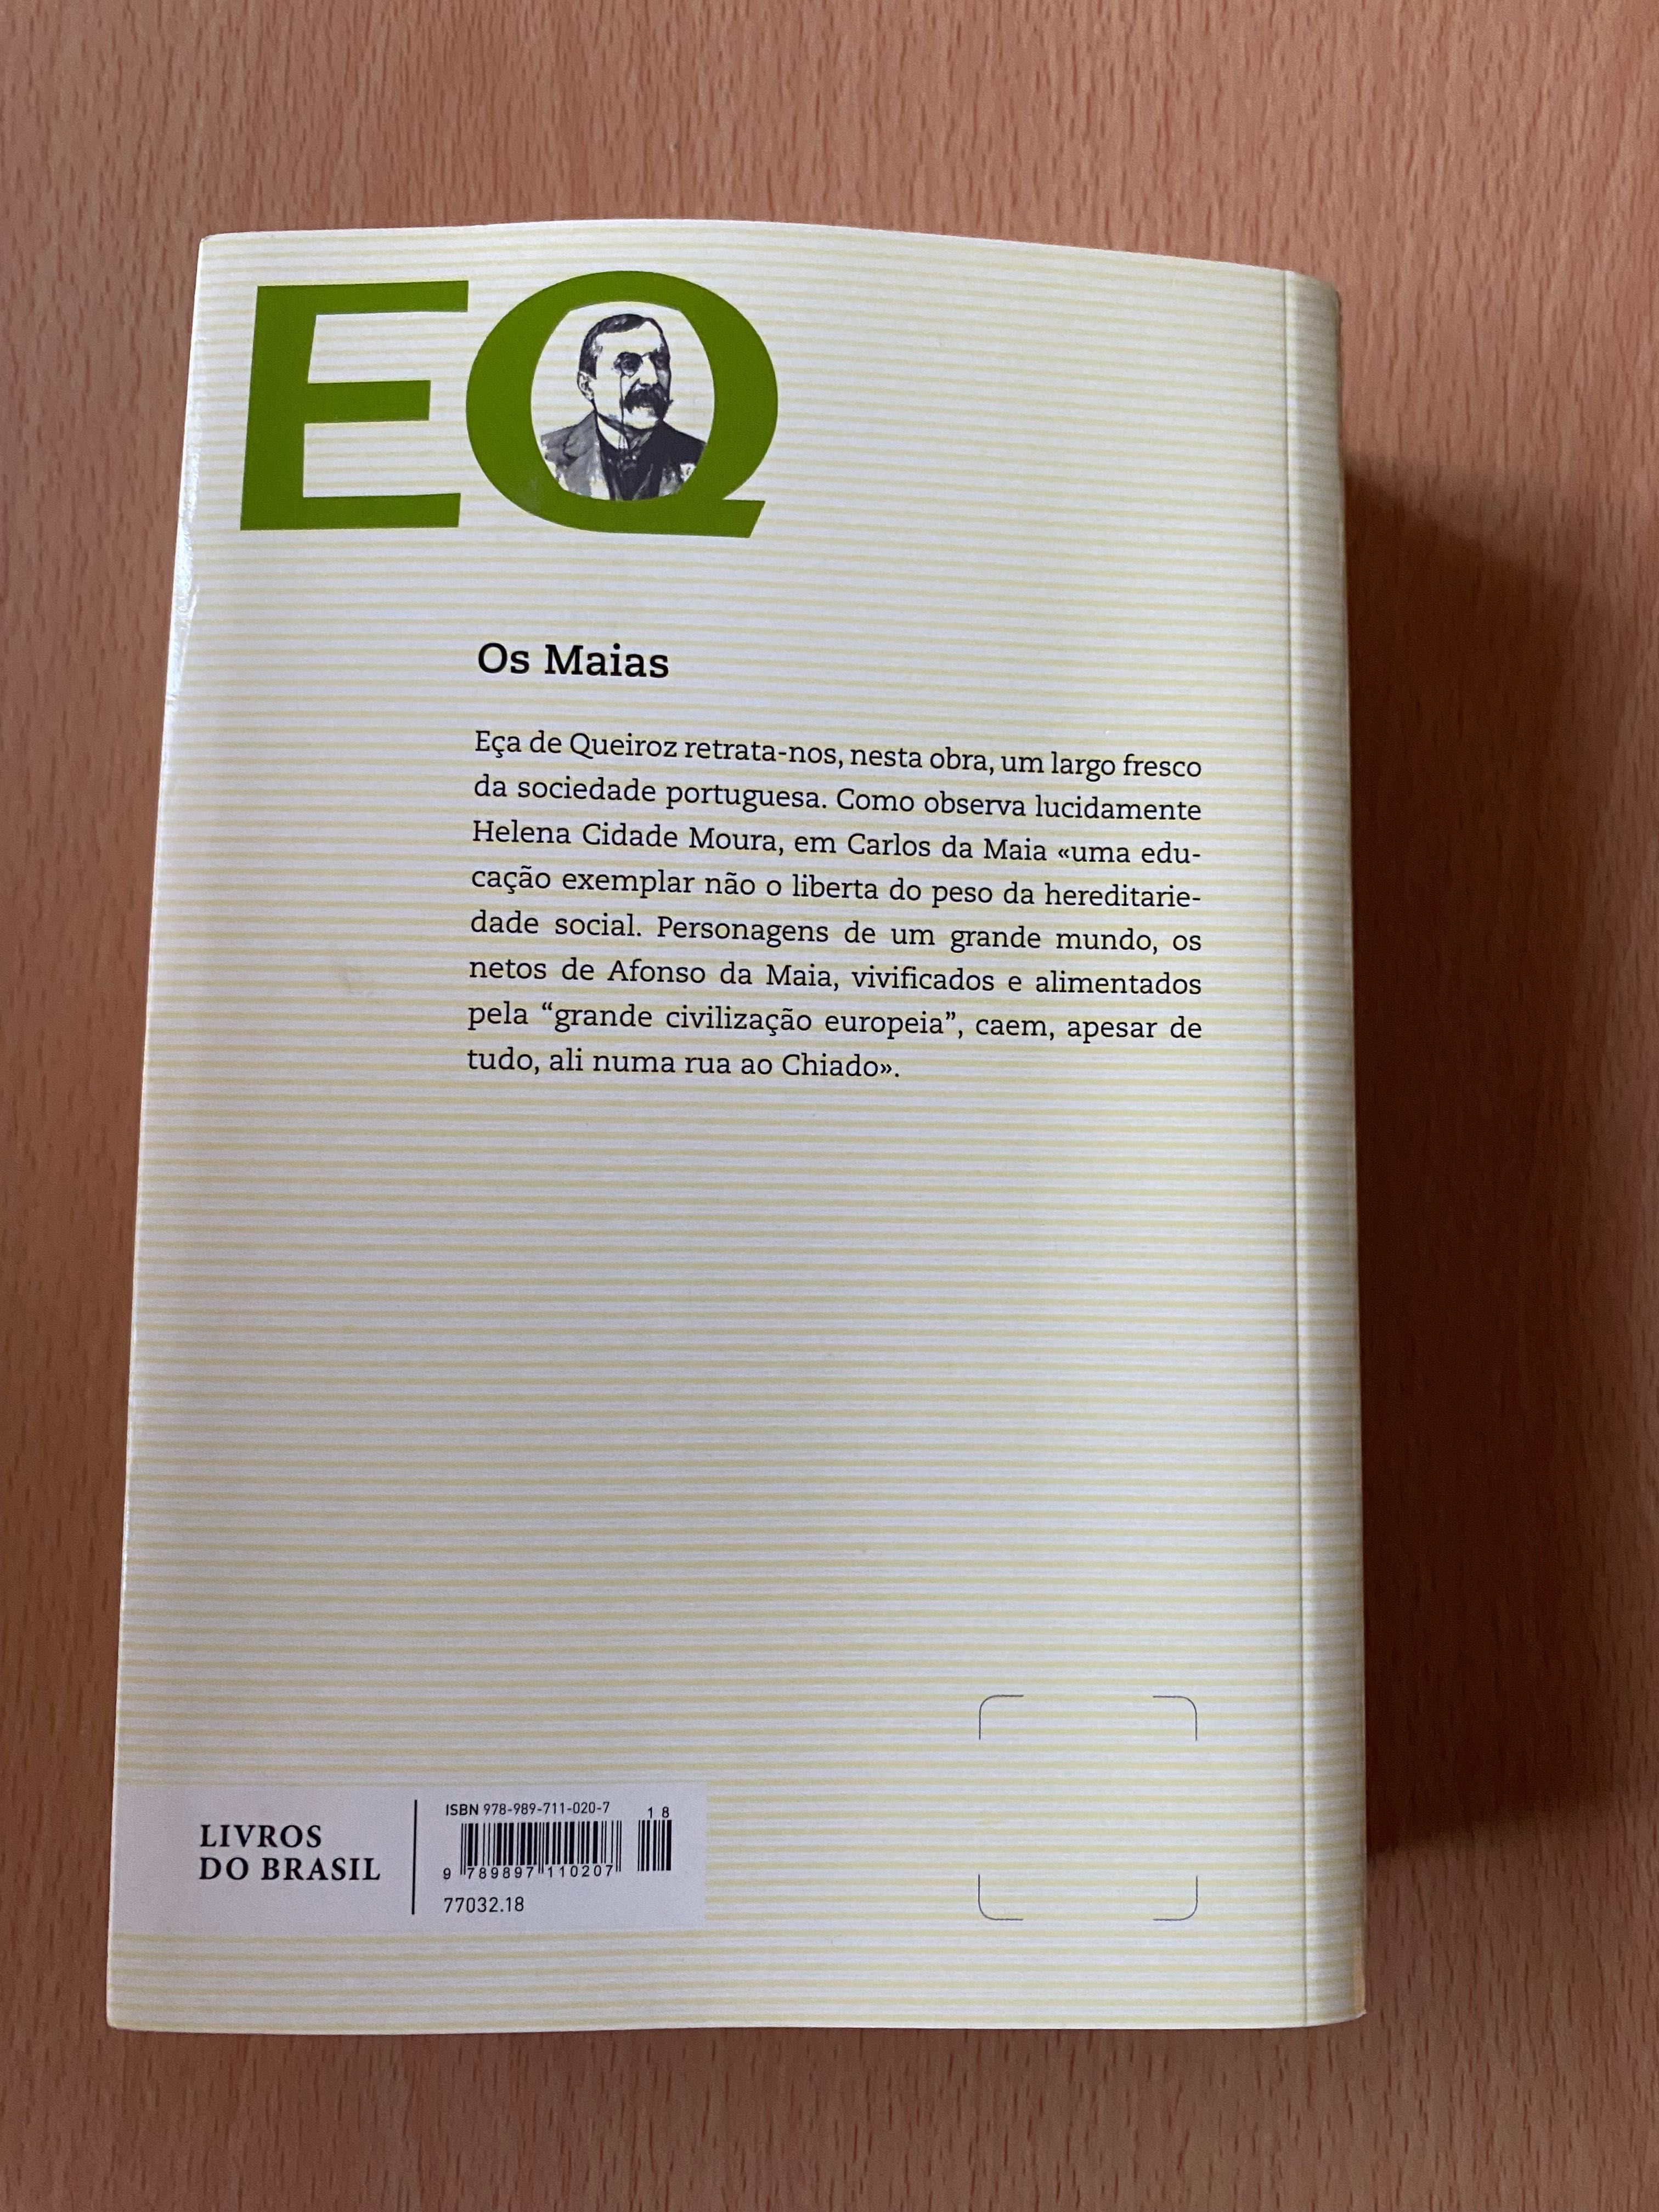 EQ
Os Maias
Eça de Queiroz retrata-nos, nesta obra, um largo fresco
da sociedade portuguesa. Como observa lucidamente
Helena Cidade Moura, em Carlos da Maia «uma edu-
cação exemplar não o liberta do peso da hereditarie-
dade social. Personagens de um grande mundo, os
netos de Afonso da Maia, vivificados e alimentados
pela “grande civilização europeia”, caem, apesar de
tudo, ali numa rua ao Chiado».
LIVROS
DO BRASIL
ISBN 978-989-711-020-7
18
9 789897 110207
77032.18